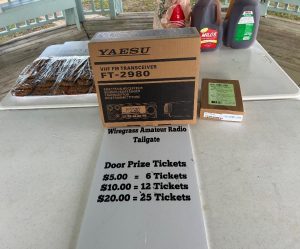 YAESU
VHF FM TRANSCEIVER
FT-2980
MILO'S
Wiregrass Amateur Radio
Tailgate
Door Prize Tickets
$5.00 = 6 Tickets
$10.00 = 12 Tickets
$20.00 = 25 Tickets